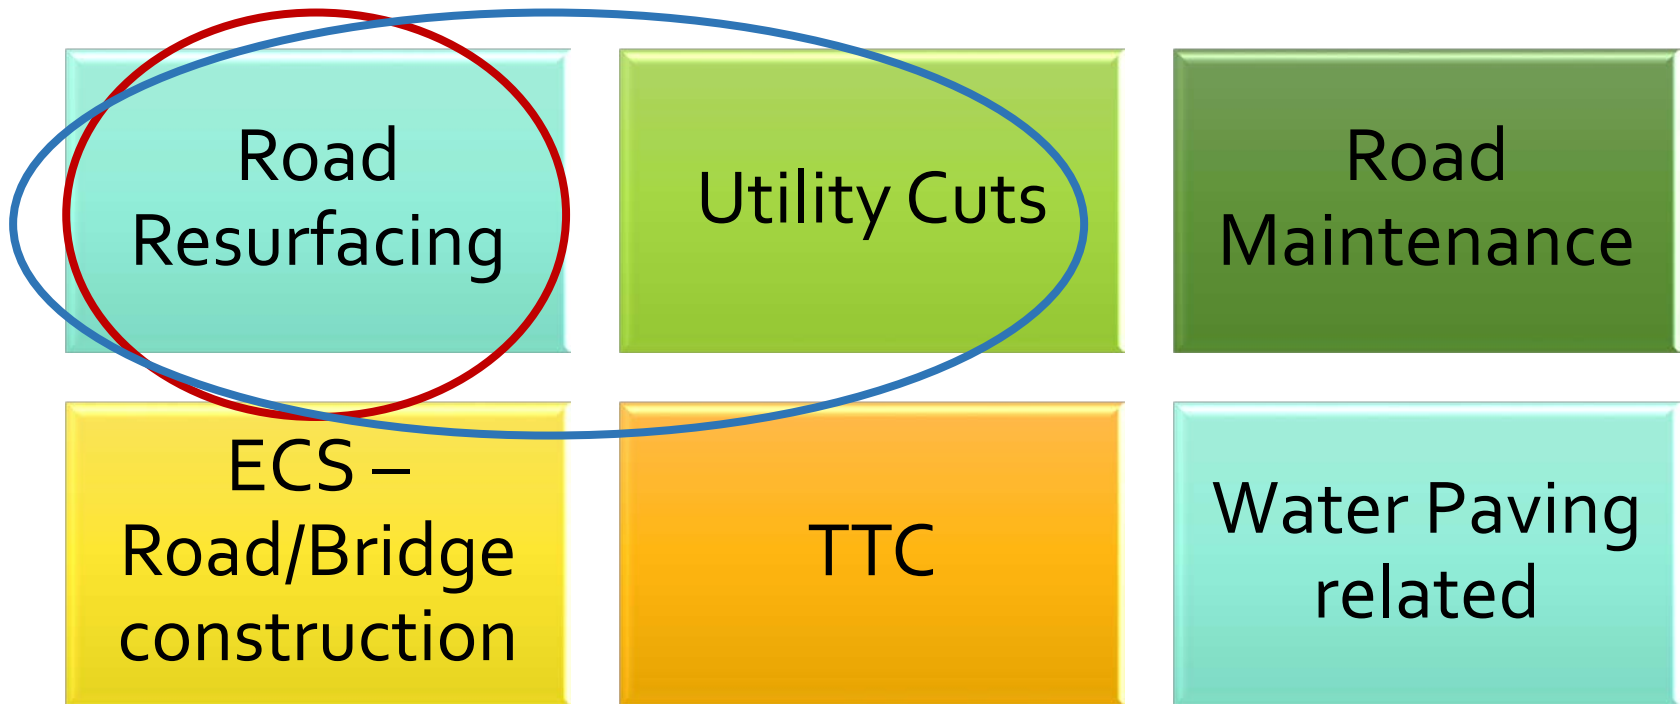 Road
Resurfacing
Utility Cuts
Road
Maintenance
ECS –
Road/Bridge
construction
TTC
Water Paving
related